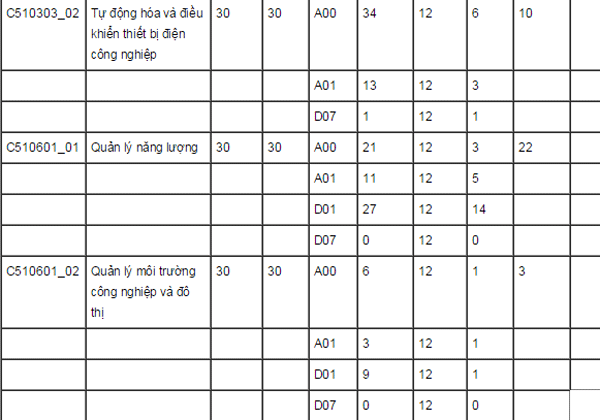 C510303_02 Tự động hóa và điều 30 30 A00 34 12 6 10
khiển thiết bị điện
công nghiệp
A01 13 12 3
D07 1 12 1
C510601_01 Quản lý năng lượng 30 30 A00 21 12 3 22
A01 11 12 5
D01 27 12 14
D07 0 12 0
C510601_02 Quản lý môi trường 30 30 A00 6 12 1 3
công nghiệp và đô
thị
A01 3 12 1
D01 9 12 1
D07 0 12 0